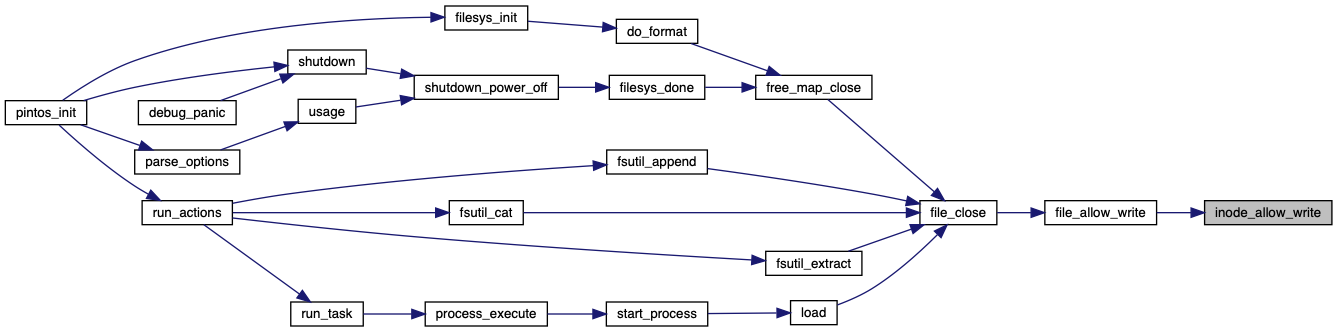 filesys_init
do_format
shutdown
shutdown_power_off
filesys_done
free_map_close
pintos_init
debug_panic
usage
parse_options
fsutil_append
run_actions
fsutil_cat
file_close
file_allow_write
inode_allow_write
fsutil_extract
run_task
process_execute
start_process
load